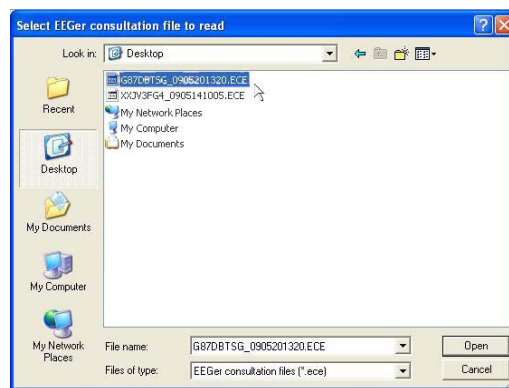 Select EEGer consultation file to read
Look in:
Desktop
G87DBTSG_0905201320.ECE
XXJV3FG4_0905141005.ECE
My Network Places
My Computer
My Documents
Recent
Desktop
My Documents
My Computer
My Network
Places
File name:
G87DBTSG_0905201320.ECE
Open
Files of type:
EEGer consultation files (*.ece)
Cancel